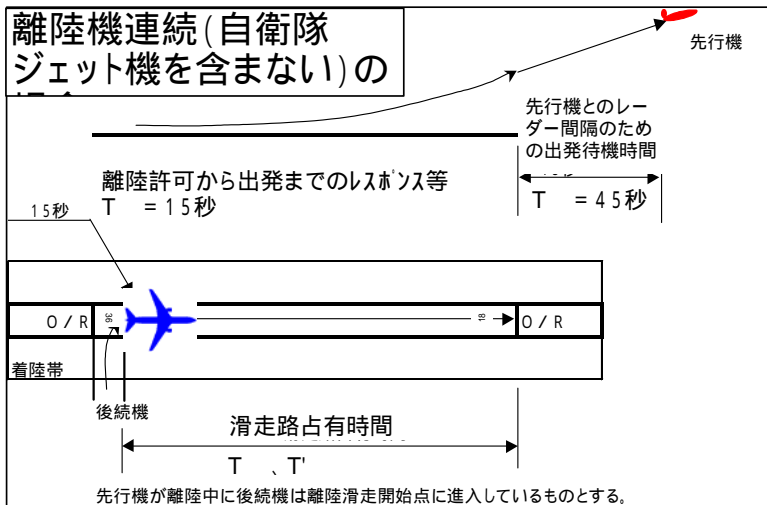 離陸機連続(自衛隊
ジェット機を含まない)の
先行機
先行機とのレー
ダー間隔のため
の出発待機時間
T = 45秒
離陸許可から出発までのレスポンス等
T = 15秒
15秒
O / R
36
18
O / R
着陸帯
後続機
滑走路占有時間
T 、T'
先行機が離陸中に後続機は離陸滑走開始点に進入しているものとする。